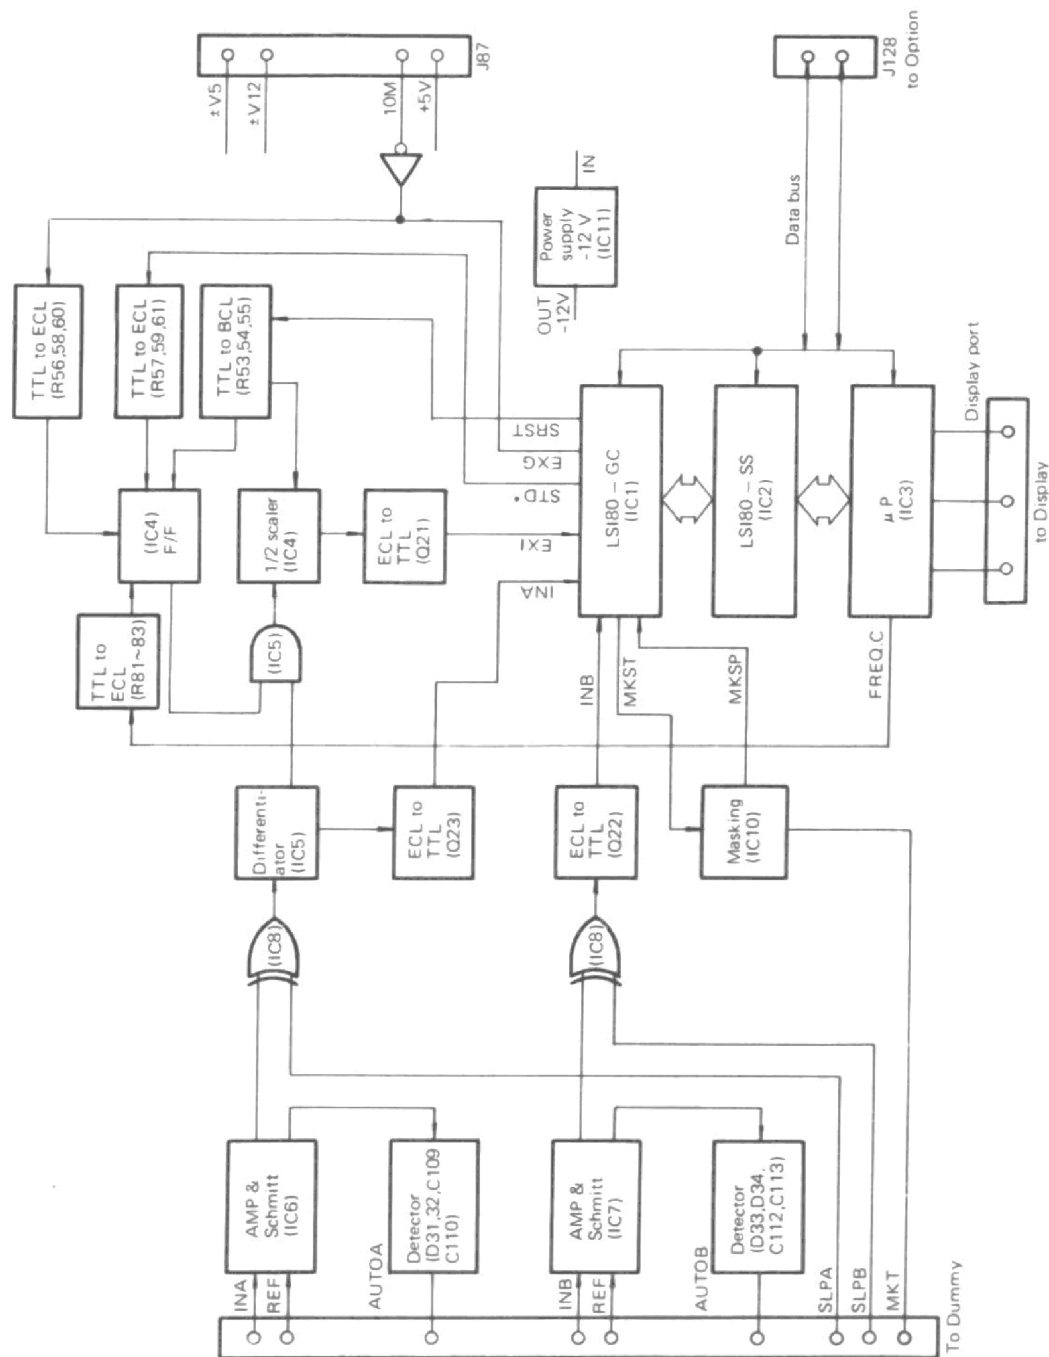 ±V5
±V12
10M
+5V
J87
J128
to Option
Data bus
IN
Power
supply
-12 V
(IC11)
OUT
-12V
TTL to ECL
(R56,58,60)
TTL to ECL
(R57,59,61)
TTL to BCL
(R53,54,55)
SRST
EXG
STD*
EXI
INA
(IC4)
F/F
1/2 scaler
(IC4)
ECL to
TTL
(Q21)
LSI80 – GC
(IC1)
LSI80 – SS
(IC2)
μP
(IC3)
Display port
to Display
TTL to
ECL
(R81~83)
(IC5)
INB
MKST
MKSP
FREQ.C
Differenti-
ator
(IC5)
ECL to
TTL
(Q23)
ECL to
TTL
(Q22)
Masking
(IC10)
(IC8)
(IC8)
AMP &
Schmitt
(IC6)
Detector
(D31,32,C109
C110)
AMP &
Schmitt
(IC7)
Detector
(D33,D34,
C112,C113)
INA
REF
AUTOA
INB
REF
AUTOB
SLPA
SLPB
MKT
To Dummy